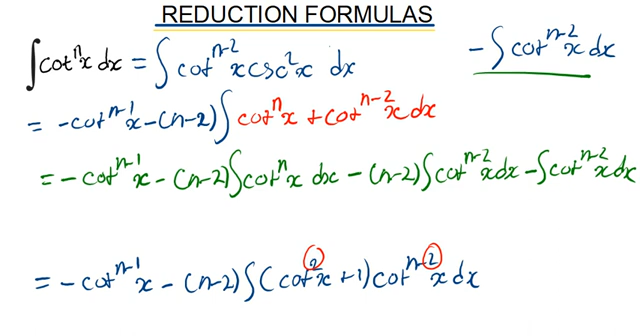 REDUCTION FORMULAS
∫cotⁿx dx = ∫cotⁿ⁻²x csc²x dx   -∫cotⁿ⁻²x dx
= -cotⁿ⁻¹x - (n-2)∫cotⁿx + cotⁿ⁻²x dx
= -cotⁿ⁻¹x - (n-2)∫cotⁿx dx - (n-2)∫cotⁿ⁻²x dx - ∫cotⁿ⁻²x dx
= -cotⁿ⁻¹x - (n-2)∫(cot²x + 1)cotⁿ⁻²x dx